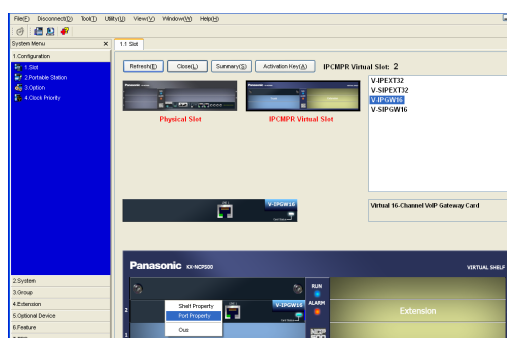 File(F) Disconnect(D) Tool(T) Utility(U) View(V) Window(W) Help(H)
System Menu
1.Configuration
1.Slot
2.Portable Station
3.Option
4.Clock Priority
2.System
3.Group
4.Extension
5.Optional Device
6.Feature
1.1 Slot
Refresh(E) Close(L) Summary(S) Activation Key(A) IPCMPR Virtual Slot: 2
Physical Slot
IPCMPR Virtual Slot
V-IPEXT32
V-SIPEXT32
V-IPGW16
V-SIPGW16
V-IPGW16
Virtual 16-Channel VoIP Gateway Card
Panasonic KX-NCP500
VIRTUAL SHELF
RUN
ALARM
2
V-IPGW16
Shelf Property
Port Property
Ous
Extension
1